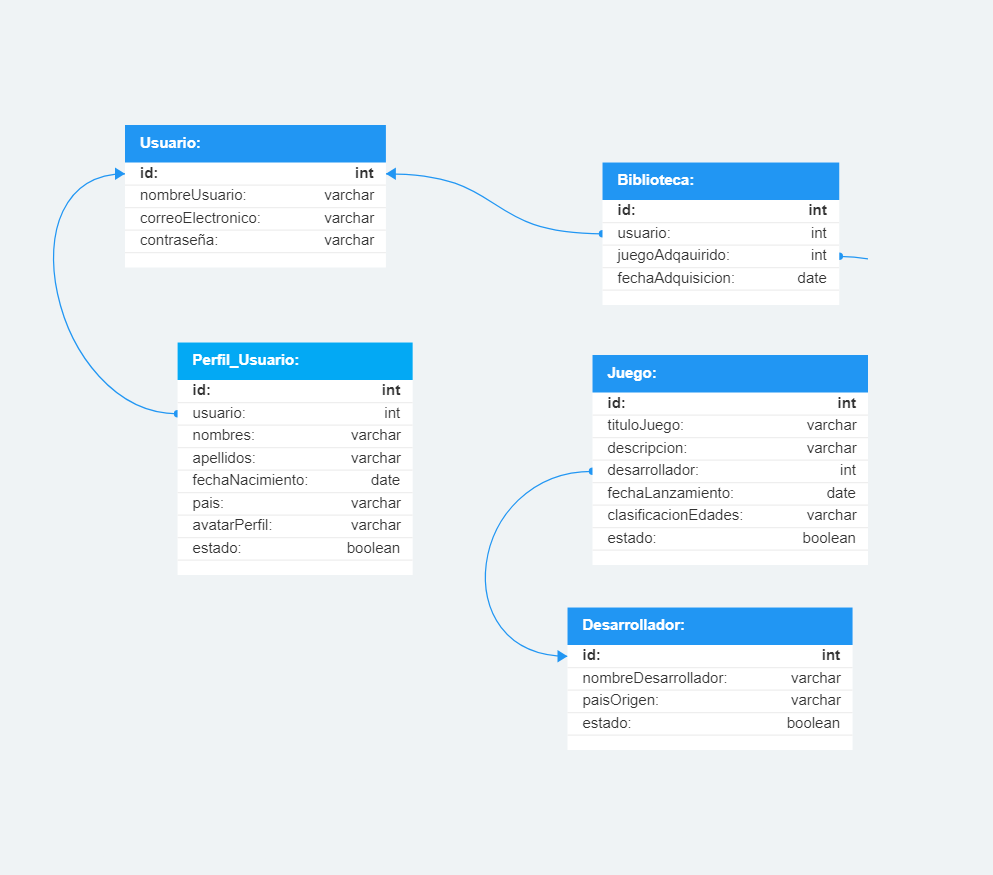 Usuario:
id: int
nombreUsuario: varchar
correoElectronico: varchar
contraseña: varchar
Biblioteca:
id: int
usuario: int
juegoAdqauirido: int
fechaAdquisicion: date
Perfil_Usuario:
id: int
usuario: int
nombres: varchar
apellidos: varchar
fechaNacimiento: date
pais: varchar
avatarPerfil: varchar
estado: boolean
Juego:
id: int
tituloJuego: varchar
descripcion: varchar
desarrollador: int
fechaLanzamiento: date
clasificacionEdades: varchar
estado: boolean
Desarrollador:
id: int
nombreDesarrollador: varchar
paisOrigen: varchar
estado: boolean